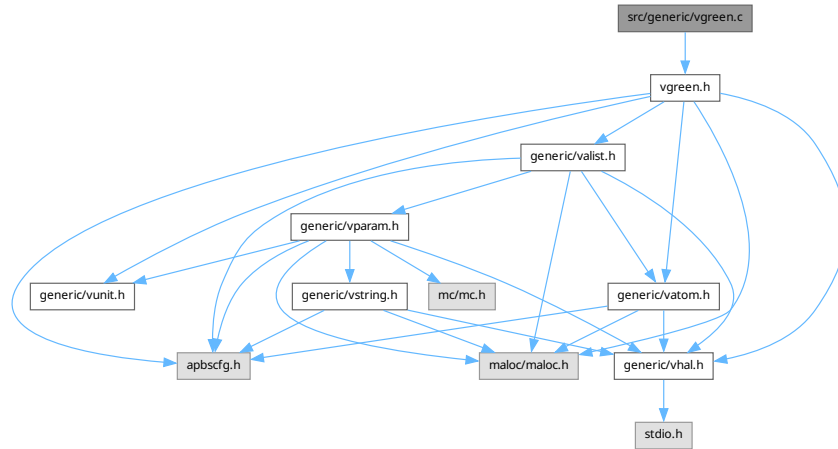 src/generic/vgreen.c
vgreen.h
generic/valist.h
generic/vparam.h
generic/vunit.h
generic/vstring.h
mc/mc.h
generic/vatom.h
apbscfg.h
maloc/maloc.h
generic/vhal.h
stdio.h